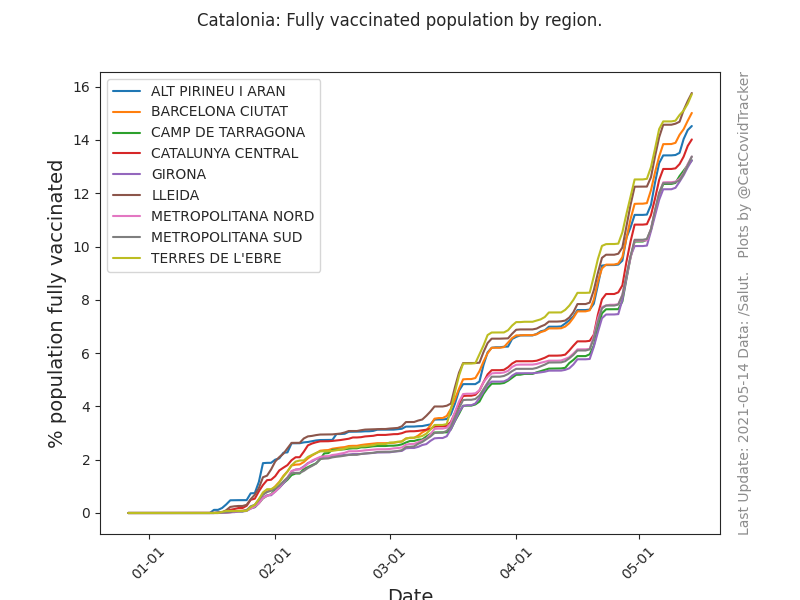 Catalonia: Fully vaccinated population by region.
ALT PIRINEU I ARAN
BARCELONA CIUTAT
CAMP DE TARRAGONA
CATALUNYA CENTRAL
GIRONA
LLEIDA
METROPOLITANA NORD
METROPOLITANA SUD
TERRES DE L'EBRE
% population fully vaccinated
16
14
12
10
8
6
4
2
0
01-01
02-01
03-01
04-01
05-01
Date
Last Update: 2021-05-14 Data: /Salut. Plots by @CatCovidTracker